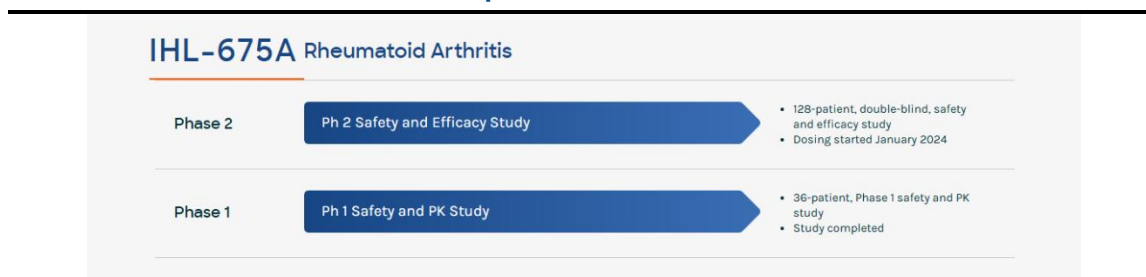 IHL-675A Rheumatoid Arthritis
Phase 2
Ph 2 Safety and Efficacy Study
• 128-patient, double-blind, safety
and efficacy study
• Dosing started January 2024
Phase 1
Ph 1 Safety and PK Study
• 36-patient, Phase 1 safety and PK
study
• Study completed